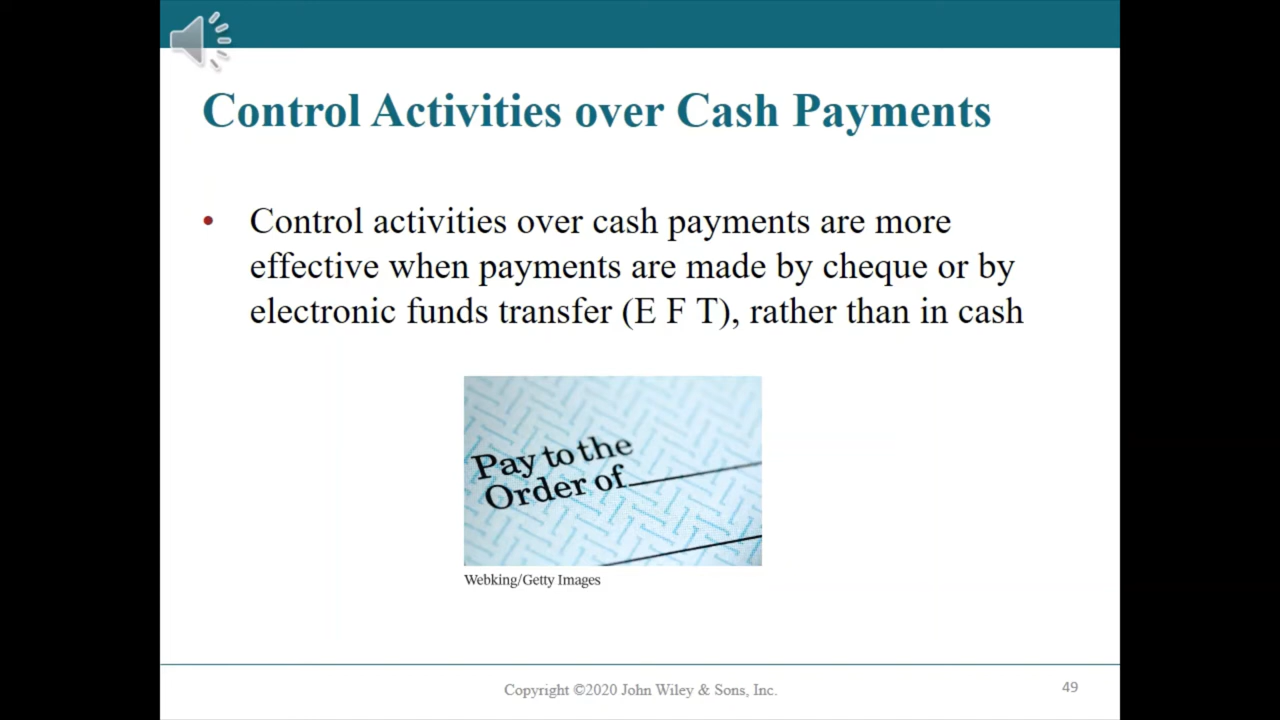 Control Activities over Cash Payments
• Control activities over cash payments are more
effective when payments are made by cheque or by
electronic funds transfer (E F T), rather than in cash
Pay to the
Order of
Webking/Getty Images
Copyright ©2020 John Wiley & Sons, Inc.
49